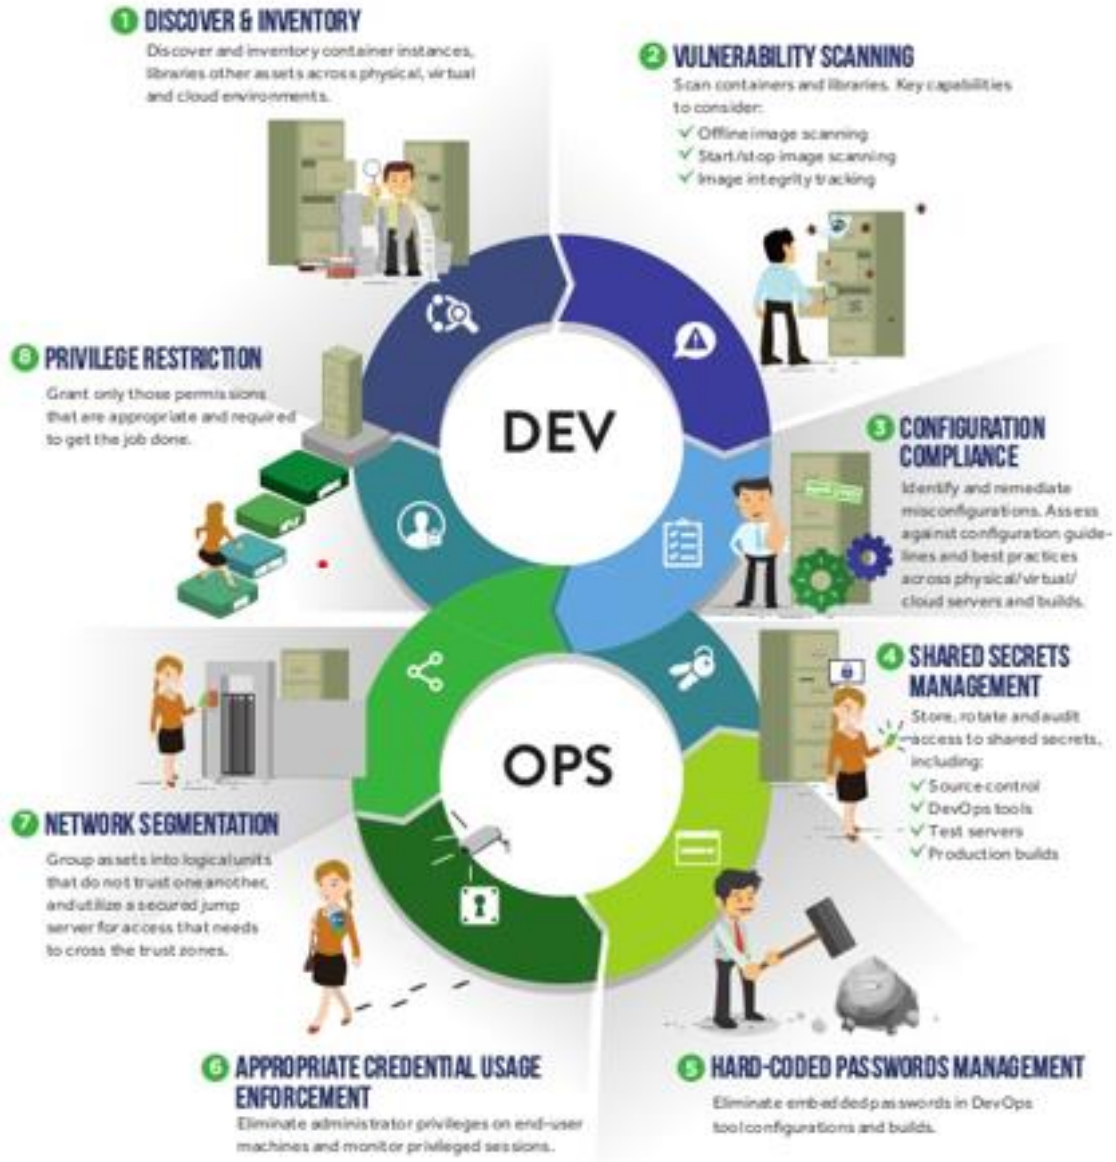 1 DISCOVER & INVENTORY
Discover and inventory container instances,
libraries other assets across physical, virtual
and cloud environments.
2 VULNERABILITY SCANNING
Scan containers and libraries. Key capabilities
to consider:
✓ Offline image scanning
✓ Start/stop image scanning
✓ Image integrity tracking
8 PRIVILEGE RESTRICTION
Grant only those permissions
that are appropriate and required
to get the job done.
DEV
3 CONFIGURATION
COMPLIANCE
Identify and remediate
misconfigurations. Assess
against configuration guide-
lines and best practices
across physical/virtual/
cloud servers and builds.
4 SHARED SECRETS
MANAGEMENT
Store, rotate and audit
access to shared secrets,
including:
✓ Source control
✓ DevOps tools
✓ Test servers
✓ Production builds
OPS
7 NETWORK SEGMENTATION
Group assets into logical units
that do not trust one another,
and utilize a secured jump
server for access that needs
to cross the trust zones.
6 APPROPRIATE CREDENTIAL USAGE
ENFORCEMENT
Eliminate administrator privileges on end-user
machines and monitor privileged sessions.
5 HARD-CODED PASSWORDS MANAGEMENT
Eliminate embedded passwords in DevOps
tool configurations and builds.